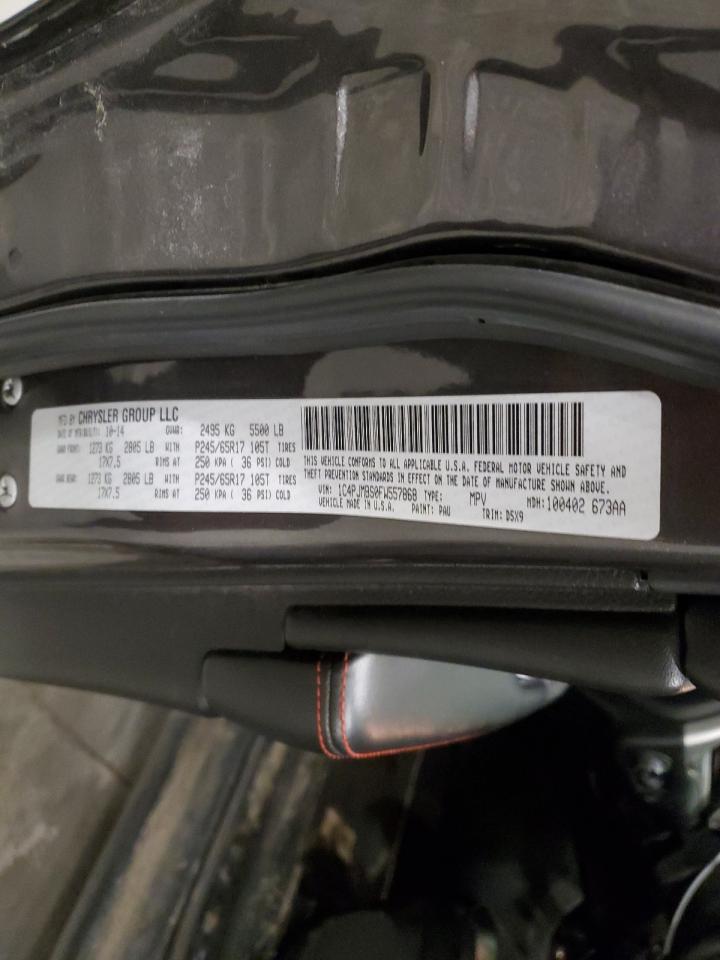 MFD BY CHRYSLER GROUP LLC
DATE OF MFR 10-14 GVWR: 2495 KG 5500 LB
GAWR FRONT: 1273 KG 2805 LB WITH P245/65R17 105T TIRES
17X7.5 RIMS AT 250 KPA ( 36 PSI) COLD
GAWR REAR: 1273 KG 2805 LB WITH P245/65R17 105T TIRES
17X7.5 RIMS AT 250 KPA ( 36 PSI) COLD
THIS VEHICLE CONFORMS TO ALL APPLICABLE U.S.A. FEDERAL MOTOR VEHICLE SAFETY AND
THEFT PREVENTION STANDARDS IN EFFECT ON THE DATE OF MANUFACTURE SHOWN ABOVE.
VIN: 1C4PJMBS0FW557868 TYPE: MPV MDH: 100402 673AA
VEHICLE MADE IN U.S.A. PAINT: PAU TRIM: DSX9